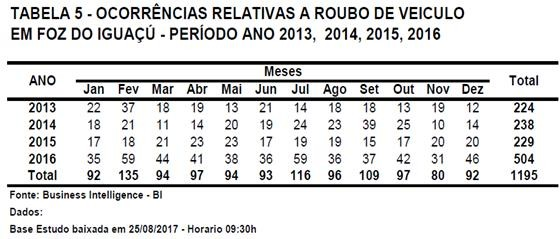 TABELA 5 - OCORRÊNCIAS RELATIVAS A ROUBO DE VEICULO
EM FOZ DO IGUAÇÚ - PERÍODO ANO 2013, 2014, 2015, 2016
ANO Meses Total
Jan Fev Mar Abr Mai Jun Jul Ago Set Out Nov Dez
2013 22 37 18 19 13 21 14 18 18 13 19 12 224
2014 18 21 11 14 20 19 24 23 39 25 10 14 238
2015 17 18 21 23 23 17 19 19 15 17 20 20 229
2016 35 59 44 41 38 36 59 36 37 42 31 46 504
Total 92 135 94 97 94 93 116 96 109 97 80 92 1195
Fonte: Business Intelligence - BI
Dados:
Base Estudo baixada em 25/08/2017 - Horario 09:30h